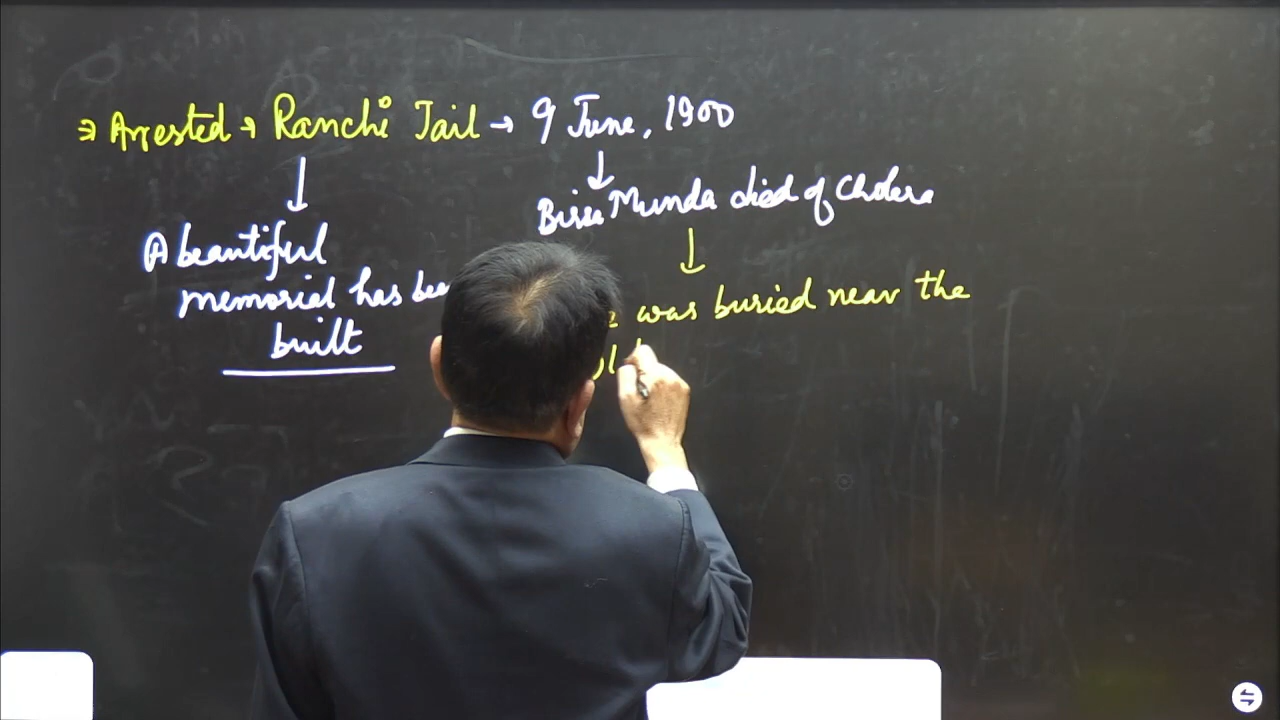 ⇒ Arrested → Ranchi Jail → 9 June, 1900
↓ ↓
Birsa Munda died of Cholera
A beautiful ↓
memorial has bee was buried near the
built